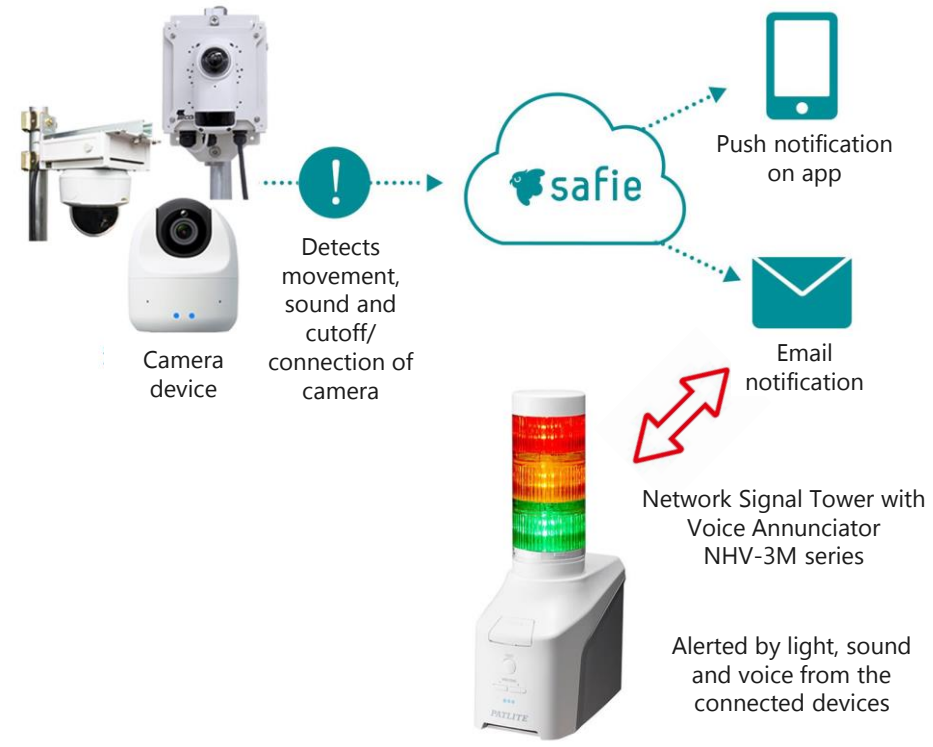 Push notification
on app
safie
!
Detects
movement,
sound and
cutoff/
connection of
camera
Camera
device
Email
notification
Network Signal Tower with
Voice Annunciator
NHV-3M series
Alerted by light, sound
and voice from the
connected devices
PATLITE